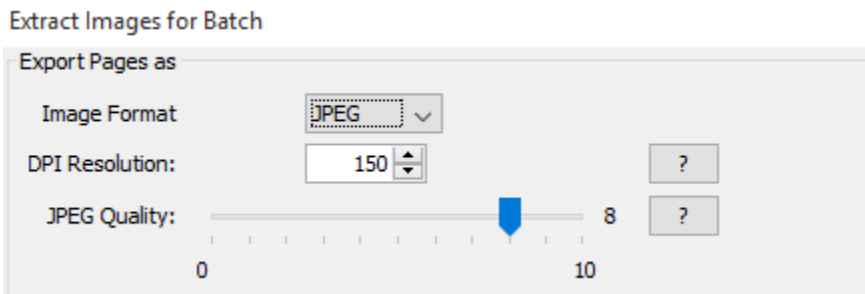 Extract Images for Batch
Export Pages as
Image Format JPEG
DPI Resolution: 150 ?
JPEG Quality: 8 ?
0 10